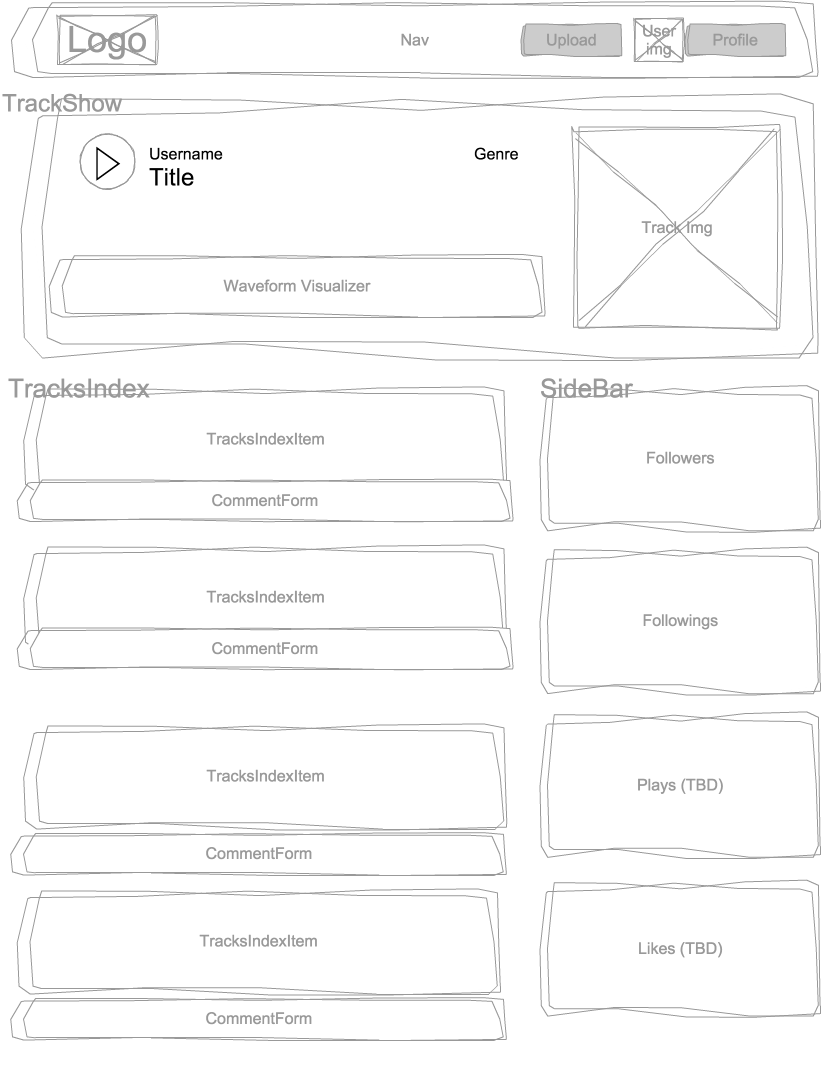 Logo
Nav
Upload
User
img
Profile
TrackShow
Username
Title
Genre
Track Img
Waveform Visualizer
TracksIndex
TracksIndexItem
CommentForm
TracksIndexItem
CommentForm
TracksIndexItem
CommentForm
TracksIndexItem
CommentForm
SideBar
Followers
Followings
Plays (TBD)
Likes (TBD)